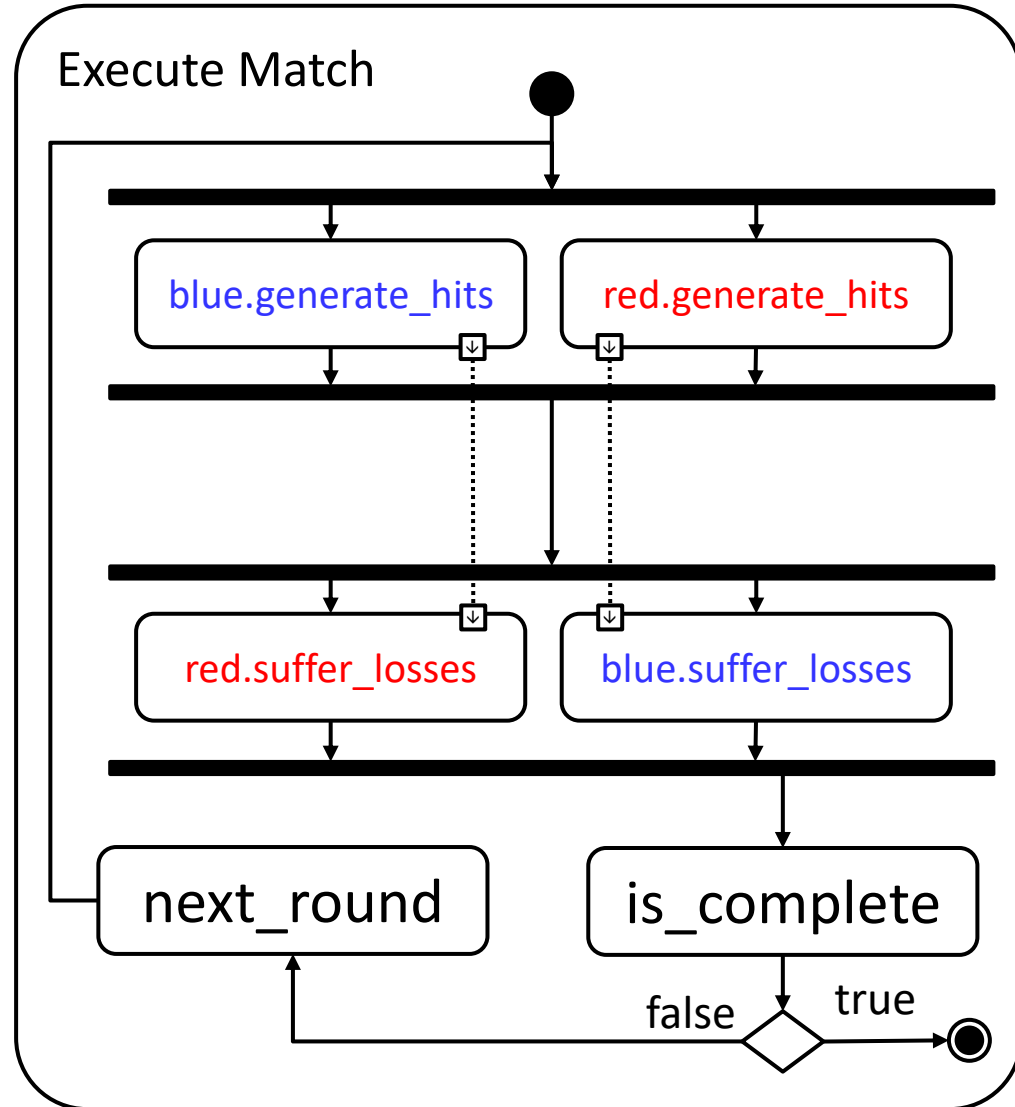 Execute Match
blue.generate_hits
red.generate_hits
red.suffer_losses
blue.suffer_losses
next_round
is_complete
false
true